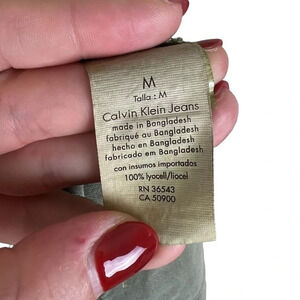 M
Talla : M
Calvin Klein Jeans
made in Bangladesh
fabriqué au Bangladesh
hecho en Bangladesh
fabricado em Bangladesh
con insumos importados
100% lyocell/liocel
RN 36543
CA 50900